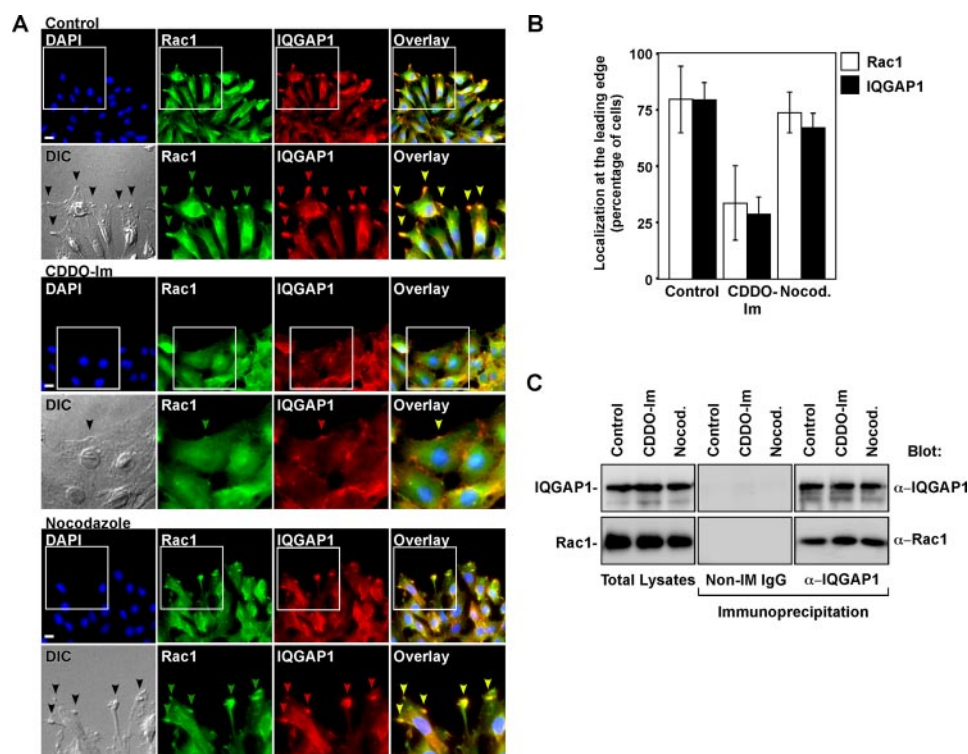 A
Control
DAPI Rac1 IQGAP1 Overlay
DIC Rac1 IQGAP1 Overlay
CDDO-Im
DAPI Rac1 IQGAP1 Overlay
DIC Rac1 IQGAP1 Overlay
Nocodazole
DAPI Rac1 IQGAP1 Overlay
DIC Rac1 IQGAP1 Overlay
B
Localization at the leading edge
(percentage of cells)
100
75
50
25
0
Rac1
IQGAP1
Control CDDO-Im Nocod.
C
Control CDDO-Im Nocod. Control CDDO-Im Nocod. Control CDDO-Im Nocod. Blot:
IQGAP1- α–IQGAP1
Rac1- α–Rac1
Total Lysates Non-IM IgG α–IQGAP1
Immunoprecipitation